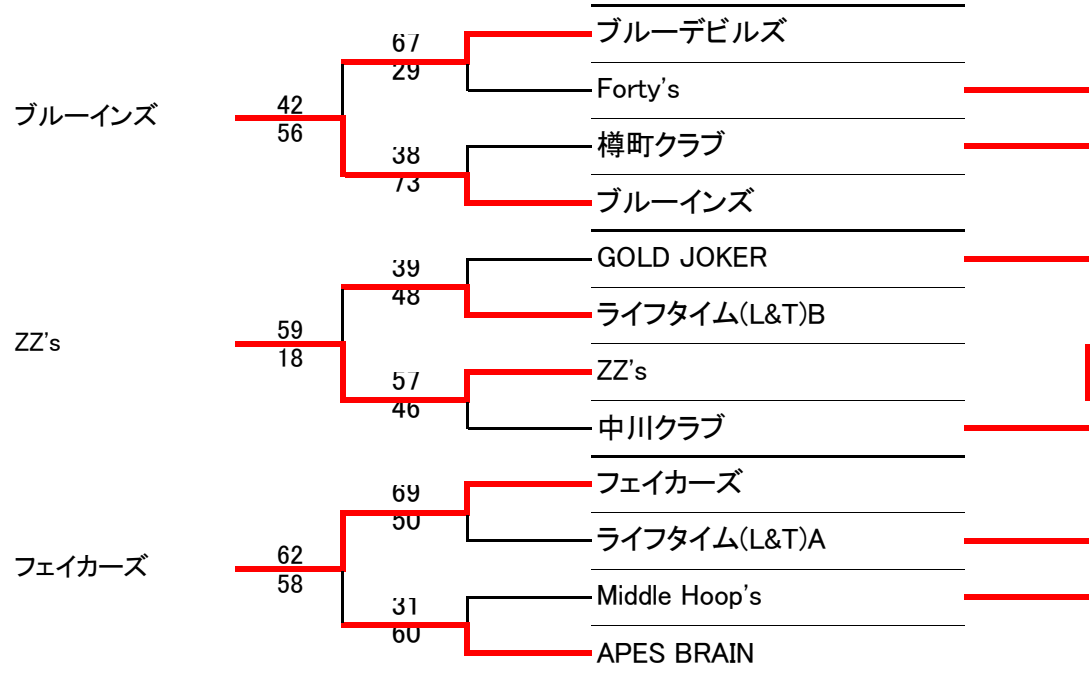 67
ブルーデビルズ
29
Forty's
ブルーインズ
42
56
38
樽町クラブ
73
ブルーインズ
39
GOLD JOKER
48
ライフタイム(L&T)B
ZZ's
59
18
57
ZZ's
46
中川クラブ
69
フェイカーズ
50
ライフタイム(L&T)A
フェイカーズ
62
58
31
Middle Hoop's
60
APES BRAIN